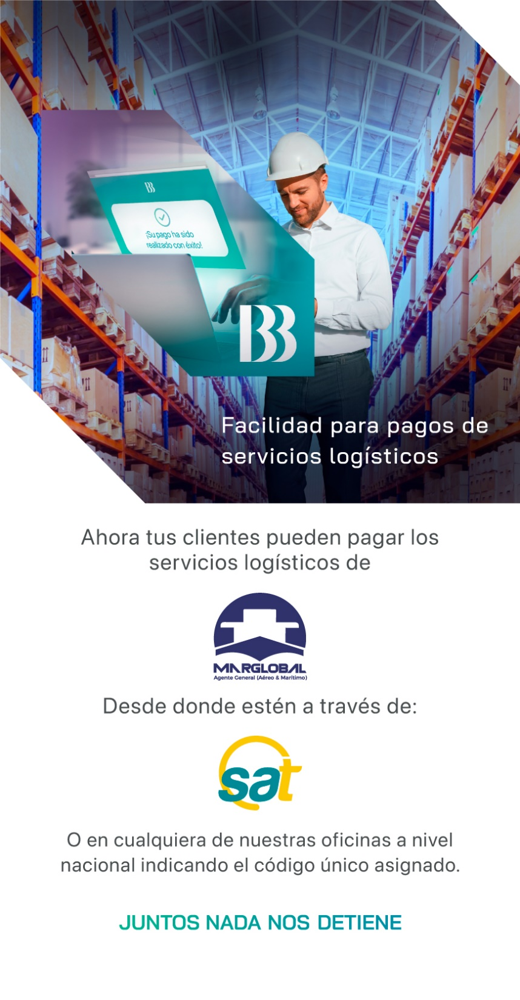 BB
¡Su pago ha sido
realizado con éxito!
BB
Facilidad para pagos de
servicios logísticos
Ahora tus clientes pueden pagar los
servicios logísticos de
MARGLOBAL
Agente General (Aéreo & Marítimo)
Desde donde estén a través de:
sat
O en cualquiera de nuestras oficinas a nivel
nacional indicando el código único asignado.
JUNTOS NADA NOS DETIENE